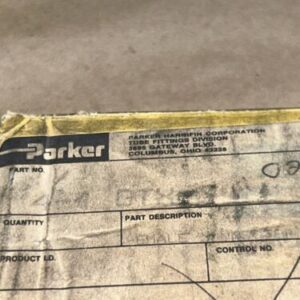 Parker
PARKER HANNIFIN CORPORATION
TUBE FITTINGS DIVISION
3885 GATEWAY BLVD.
COLUMBUS, OHIO 43228
PART NO.
QUANTITY
PART DESCRIPTION
PRODUCT I.D.
CONTROL NO.